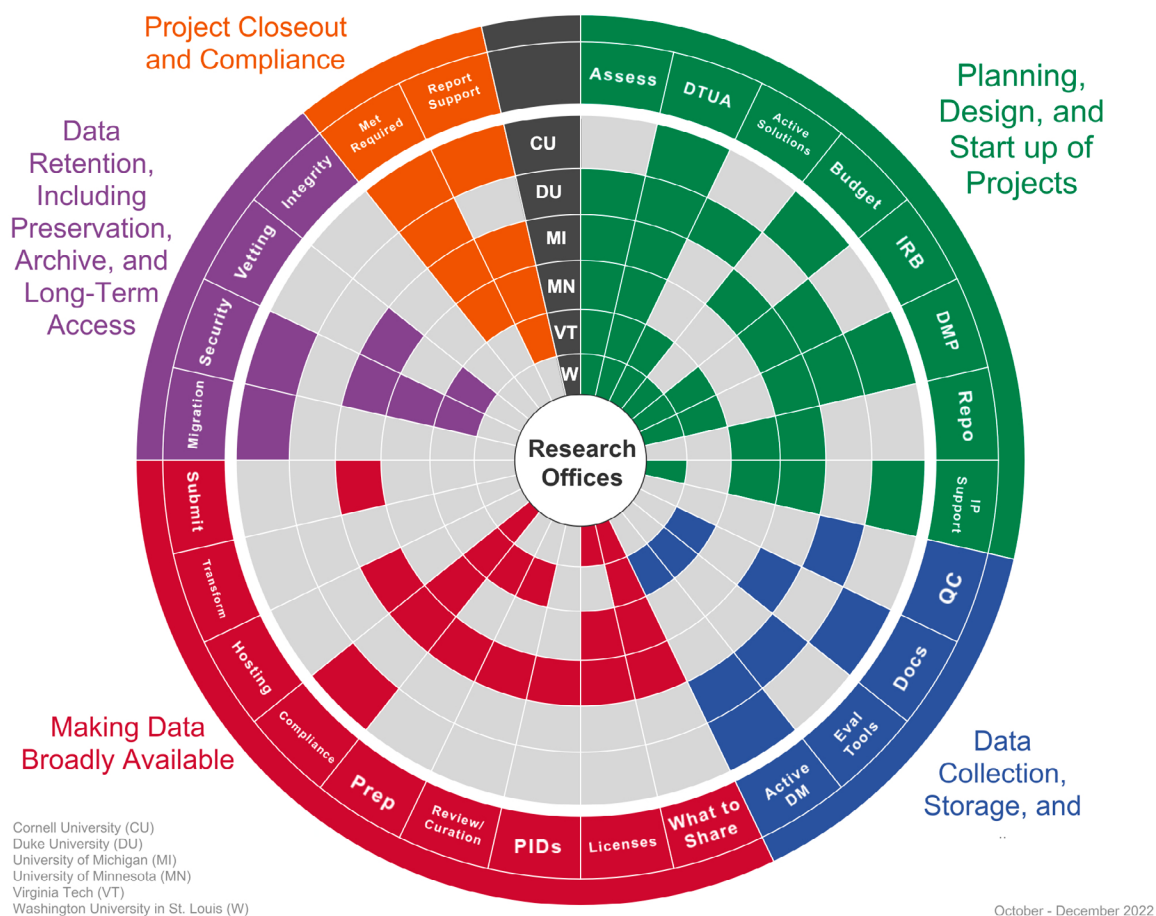 Project Closeout
and Compliance
Planning,
Design, and
Start up of
Projects
Data
Retention,
Including
Preservation,
Archive, and
Long-Term
Access
Making Data
Broadly Available
Data
Collection,
Storage, and
..
Assess
DTUA
Active
Solutions
Budget
IRB
DMP
Repo
IP
Support
QC
Docs
Eval
Tools
Active
DM
What to
Share
Licenses
PIDs
Review/
Curation
Prep
Compliance
Hosting
Transform
Submit
Migration
Security
Vetting
Integrity
Met
Required
Report
Support
CU
DU
MI
MN
VT
W
Research
Offices
Cornell University (CU)
Duke University (DU)
University of Michigan (MI)
University of Minnesota (MN)
Virginia Tech (VT)
Washington University in St. Louis (W)
October - December 2022